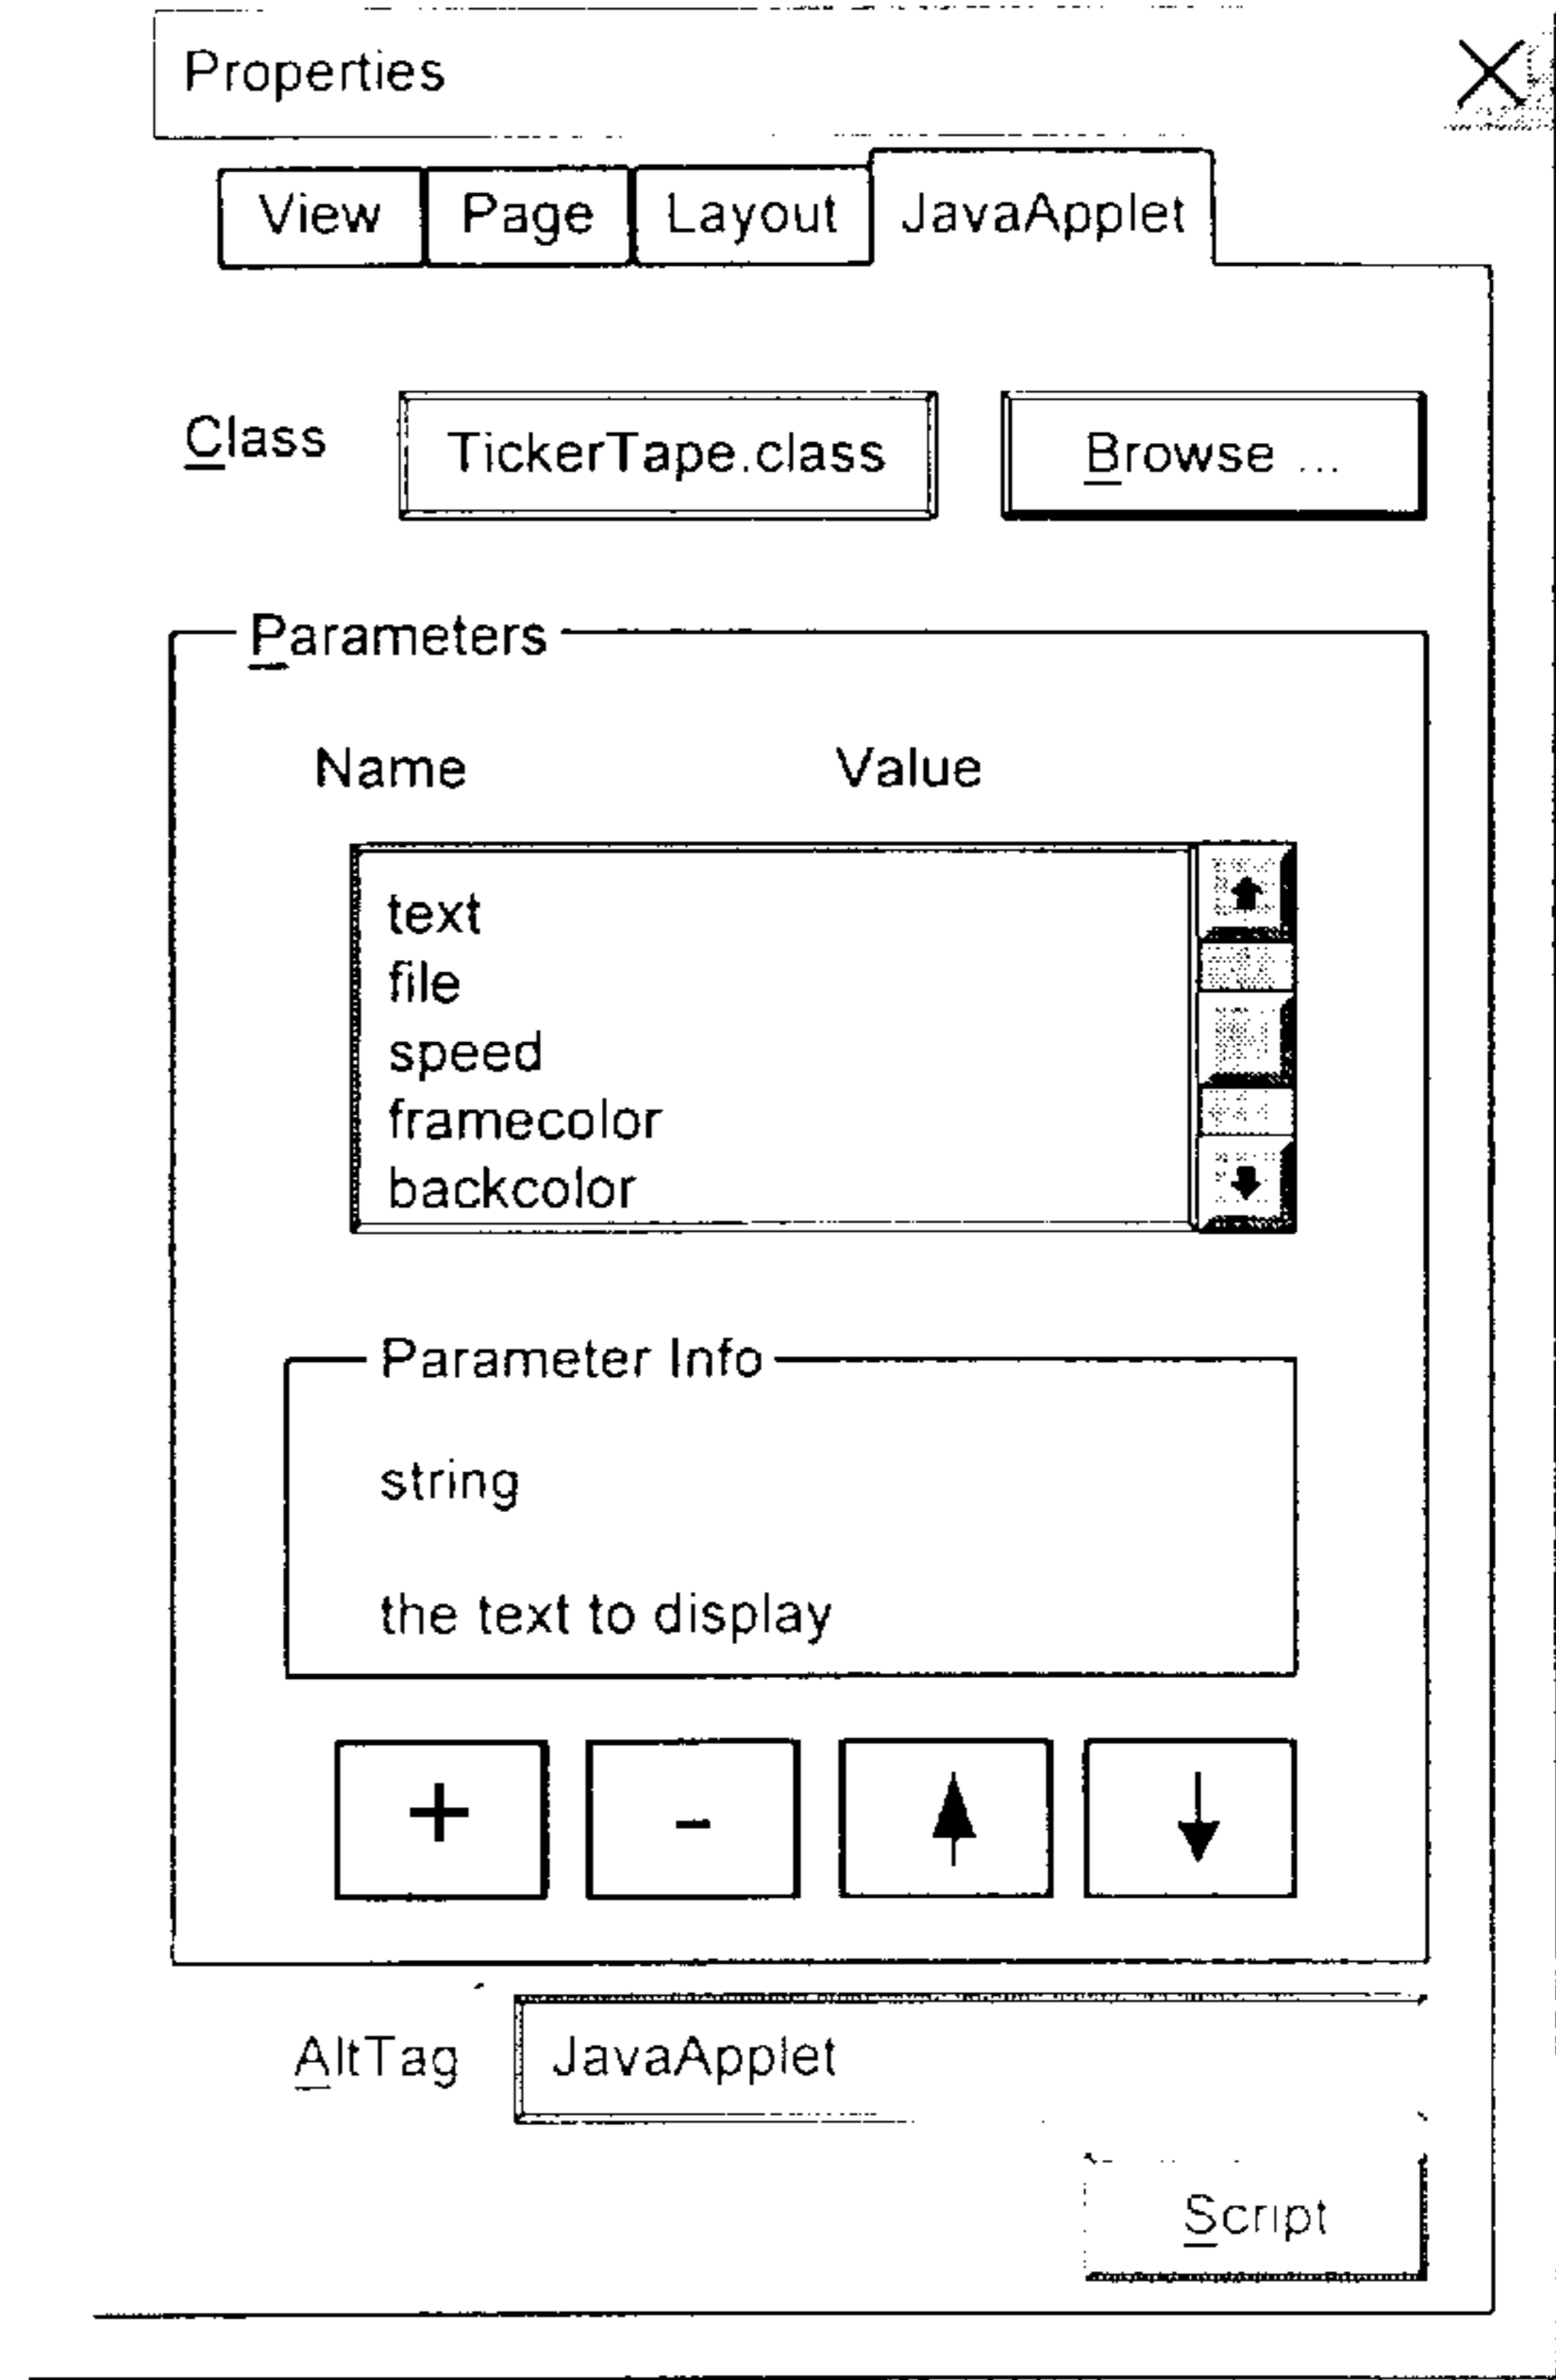 Properties
View Page Layout JavaApplet
Class TickerTape.class Browse ...
Parameters
Name Value
text
file
speed
framecolor
backcolor
Parameter Info
string
the text to display
+ -
AltTag JavaApplet
Script